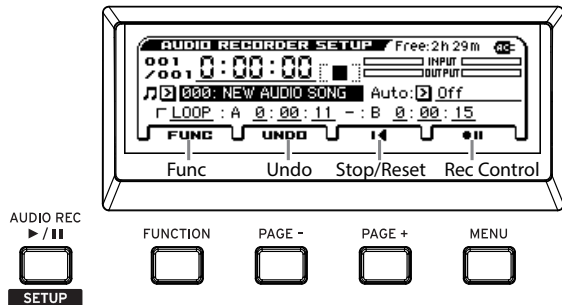 AUDIO RECORDER SETUP Free:2h 29m AC
001 0:00:00 INPUT
/001 OUTPUT
000: NEW AUDIO SONG Auto: Off
LOOP : A 0:00:11 - : B 0:00:15
FUNC UNDO
Func Undo Stop/Reset Rec Control
AUDIO REC FUNCTION PAGE - PAGE + MENU
SETUP